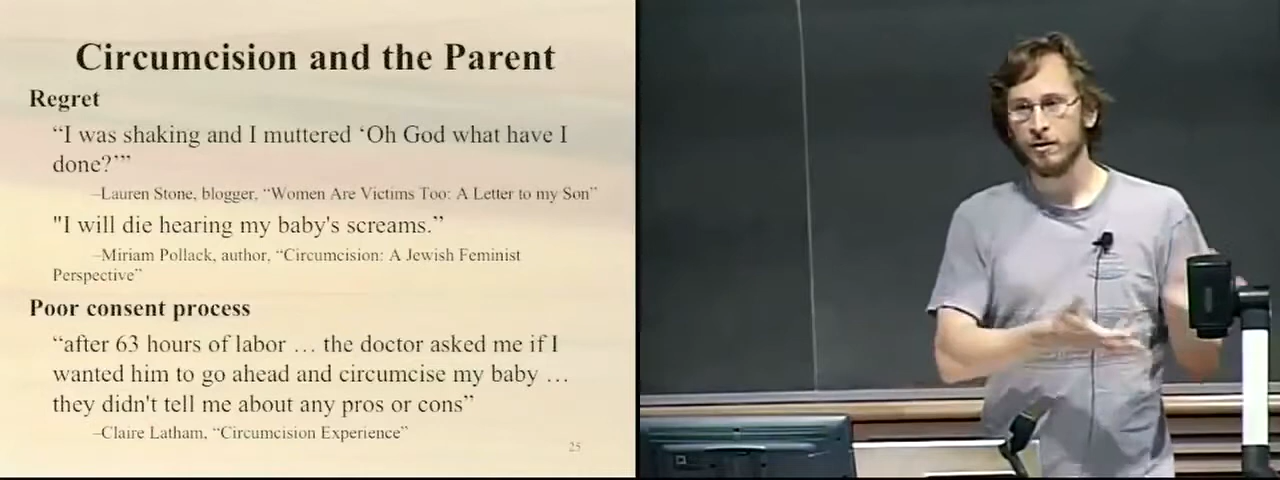 Circumcision and the Parent
Regret
“I was shaking and I muttered ‘Oh God what have I
done?’”
–Lauren Stone, blogger, “Women Are Victims Too: A Letter to my Son”
"I will die hearing my baby's screams.”
–Miriam Pollack, author, “Circumcision: A Jewish Feminist
Perspective”
Poor consent process
“after 63 hours of labor … the doctor asked me if I
wanted him to go ahead and circumcise my baby …
they didn't tell me about any pros or cons”
–Claire Latham, “Circumcision Experience”
25